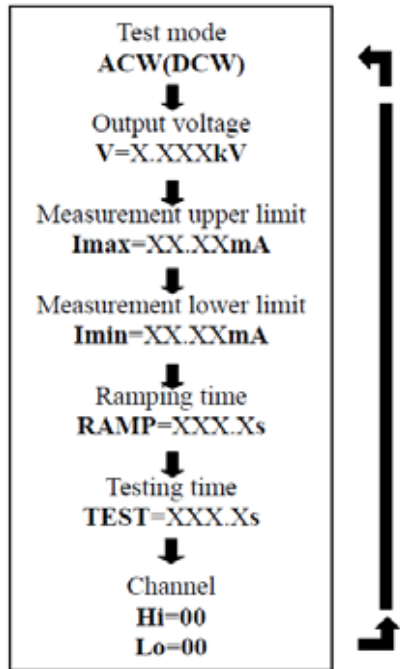 Test mode
ACW(DCW)
Output voltage
V=X.XXXkV
Measurement upper limit
Imax=XX.XXmA
Measurement lower limit
Imin=XX.XXmA
Ramping time
RAMP=XXX.Xs
Testing time
TEST=XXX.Xs
Channel
Hi=00
Lo=00